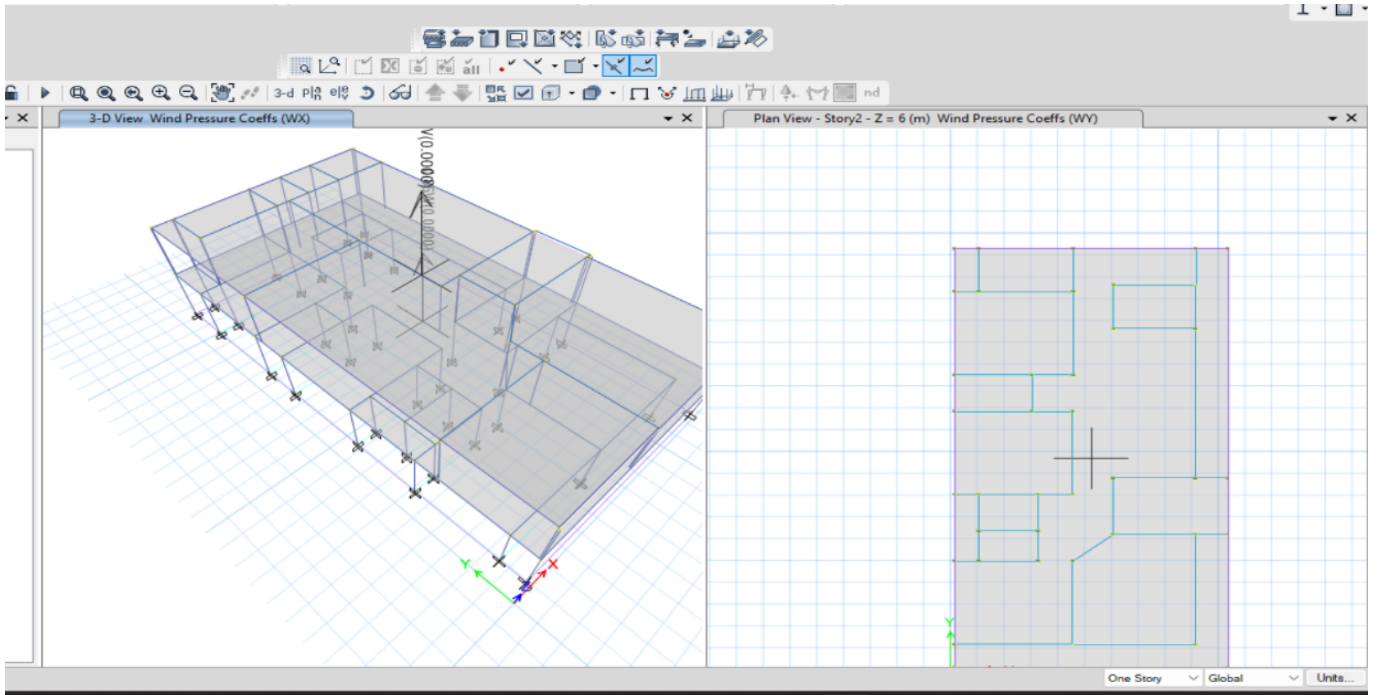 all
3-d
nd
3-D View Wind Pressure Coeffs (WX)
Plan View - Story2 - Z = 6 (m) Wind Pressure Coeffs (WY)
Y
X
Y
One Story
Global
Units...